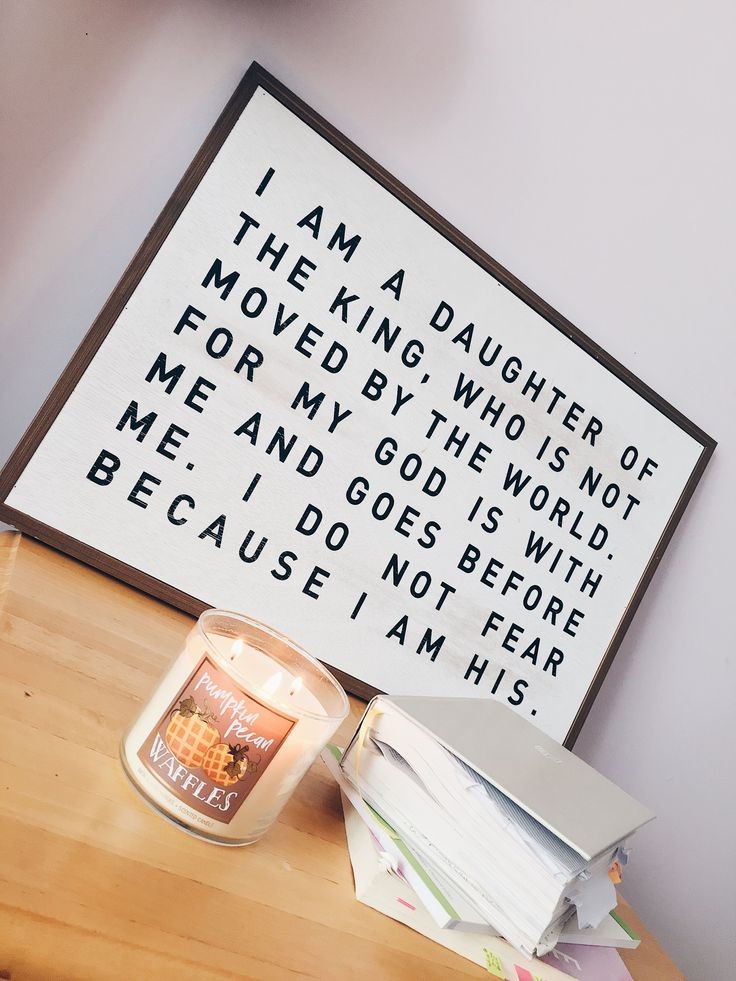 I AM A DAUGHTER OF
THE KING, WHO IS NOT
MOVED BY THE WORLD.
FOR MY GOD IS WITH
ME AND GOES BEFORE
ME. I DO NOT FEAR
BECAUSE I AM HIS.
pumpkin
pecan
WAFFLES